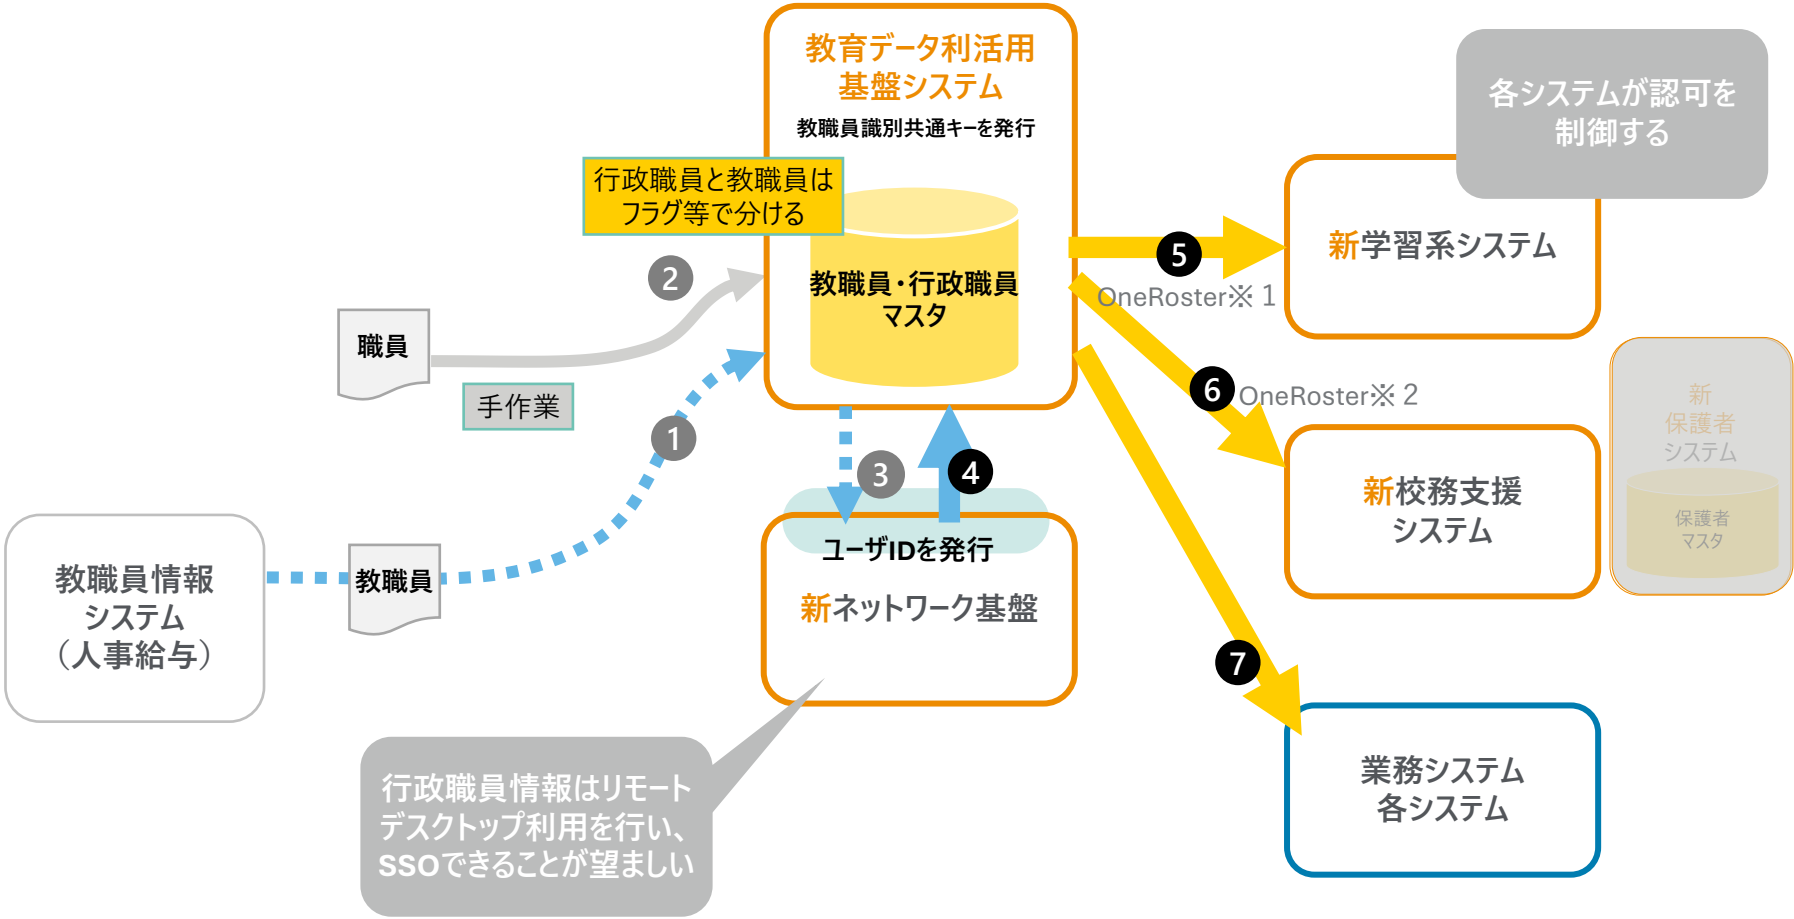 教育データ利活用
基盤システム
教職員識別共通キーを発行
行政職員と教職員は
フラグ等で分ける
教職員・行政職員
マスタ
各システムが認可を
制御する
新学習系システム
5
OneRoster※１
2
職員
手作業
1
6
OneRoster※２
3
4
新
保護者
システム
保護者
マスタ
新校務支援
システム
ユーザIDを発行
新ネットワーク基盤
教職員情報
システム
（人事給与）
教職員
7
業務システム
各システム
行政職員情報はリモート
デスクトップ利用を行い、
SSOできることが望ましい